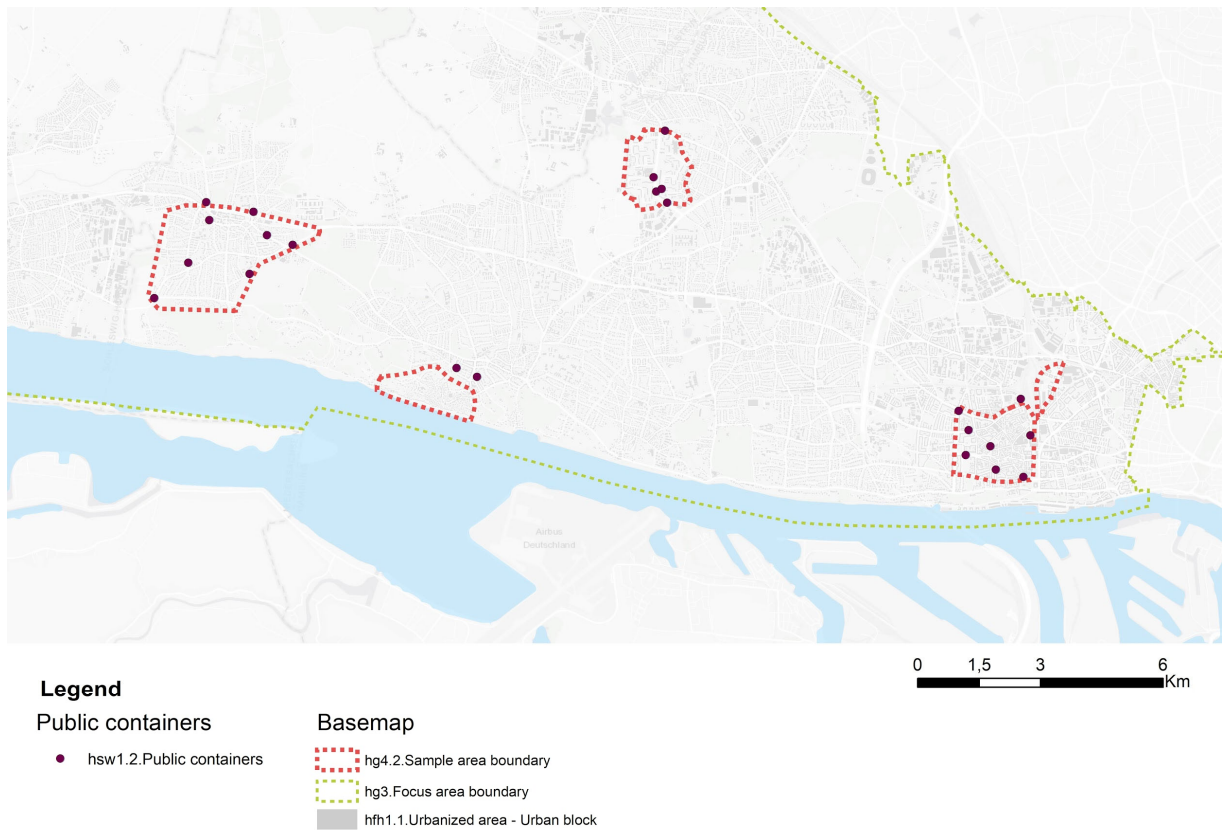 Airbus
Deutschland
0 1,5 3 6
Km
Legend
Public containers
hsw1.2.Public containers
Basemap
hg4.2.Sample area boundary
hg3.Focus area boundary
hfh1.1.Urbanized area - Urban block